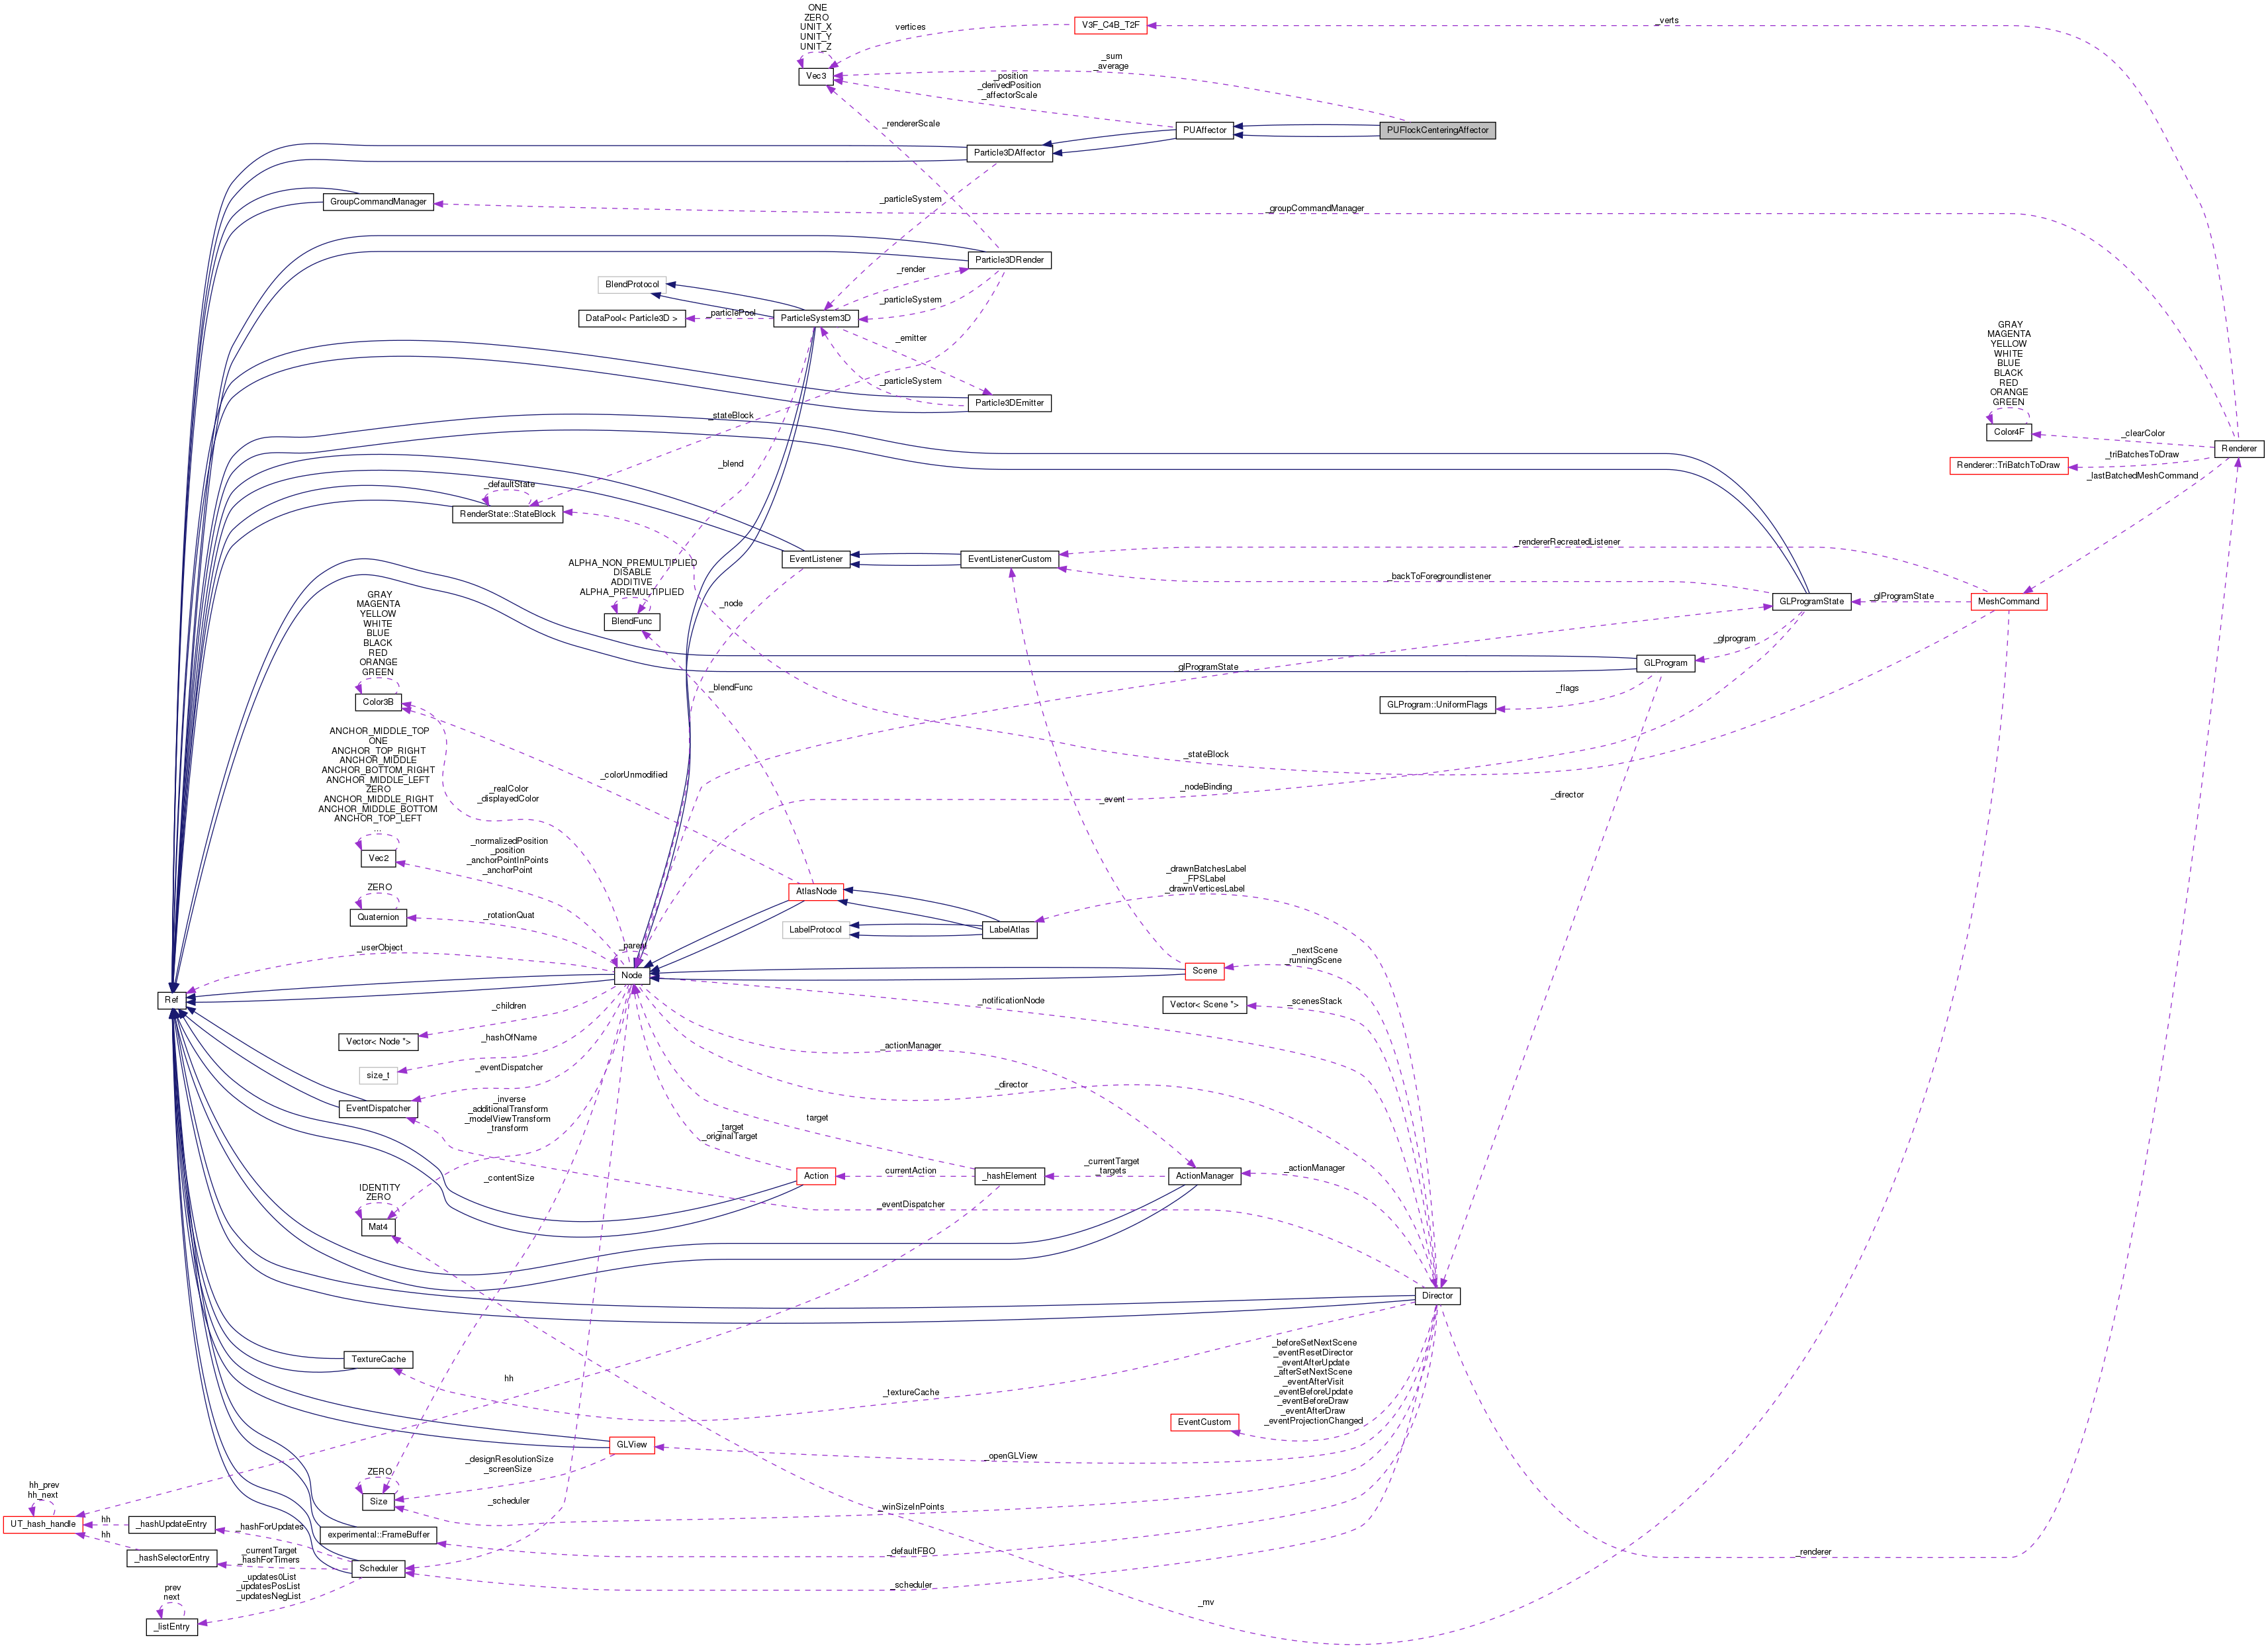 ONE
ZERO
UNIT_X
UNIT_Y
UNIT_Z
Vec3
vertices
V3F_C4B_T2F
_verts
_sum
_average
_position
_derivedPosition
_affectorScale
_rendererScale
PUAffector
PUFlockCenteringAffector
Particle3DAffector
GroupCommandManager
_particleSystem
_groupCommandManager
Particle3DRender
_render
BlendProtocol
_particleSystem
DataPool< Particle3D >
_particlePool
ParticleSystem3D
_emitter
_particleSystem
Particle3DEmitter
GRAY
MAGENTA
YELLOW
WHITE
BLUE
BLACK
RED
ORANGE
GREEN
Color4F
_clearColor
Renderer
_triBatchesToDraw
Renderer::TriBatchToDraw
_lastBatchedMeshCommand
_stateBlock
_blend
_defaultState
RenderState::StateBlock
EventListener
EventListenerCustom
_rendererRecreatedListener
_backToForegroundlistener
ALPHA_NON_PREMULTIPLIED
DISABLE
ADDITIVE
ALPHA_PREMULTIPLIED
BlendFunc
_node
GLProgramState
_glProgramState
MeshCommand
GRAY
MAGENTA
YELLOW
WHITE
BLUE
BLACK
RED
ORANGE
GREEN
Color3B
_glprogram
_glProgramState
GLProgram
_blendFunc
_flags
GLProgram::UniformFlags
ANCHOR_MIDDLE_TOP
ONE
ANCHOR_TOP_RIGHT
ANCHOR_MIDDLE
ANCHOR_BOTTOM_RIGHT
ANCHOR_MIDDLE_LEFT
ZERO
ANCHOR_MIDDLE_RIGHT
ANCHOR_MIDDLE_BOTTOM
ANCHOR_TOP_LEFT
...
Vec2
_stateBlock
_colorUnmodified
_realColor
_displayedColor
_nodeBinding
_event
_director
_normalizedPosition
_position
_anchorPointInPoints
_anchorPoint
ZERO
Quaternion
_rotationQuat
AtlasNode
LabelProtocol
LabelAtlas
_drawnBatchesLabel
_FPSLabel
_drawnVerticesLabel
_userObject
_parent
Node
Scene
_nextScene
_runningScene
Ref
_children
_notificationNode
Vector< Scene *>
_scenesStack
Vector< Node *>
_hashOfName
_actionManager
size_t
_eventDispatcher
_director
EventDispatcher
_inverse
_additionalTransform
_modelViewTransform
_transform
target
_target
_originalTarget
_contentSize
Action
currentAction
_hashElement
_currentTarget
_targets
ActionManager
_actionManager
IDENTITY
ZERO
Mat4
_eventDispatcher
Director
TextureCache
hh
_textureCache
_beforeSetNextScene
_eventResetDirector
_eventAfterUpdate
_afterSetNextScene
_eventAfterVisit
_eventBeforeUpdate
_eventBeforeDraw
_eventAfterDraw
_eventProjectionChanged
EventCustom
GLView
_openGLView
_designResolutionSize
_screenSize
ZERO
Size
_scheduler
_winSizeInPoints
hh_prev
hh_next
UT_hash_handle
hh
_hashUpdateEntry
_hashForUpdates
experimental::FrameBuffer
hh
_hashSelectorEntry
_currentTarget
_hashForTimers
_defaultFBO
_renderer
Scheduler
_updates0List
_updatesPosList
_updatesNegList
_scheduler
prev
next
_listEntry
_mv